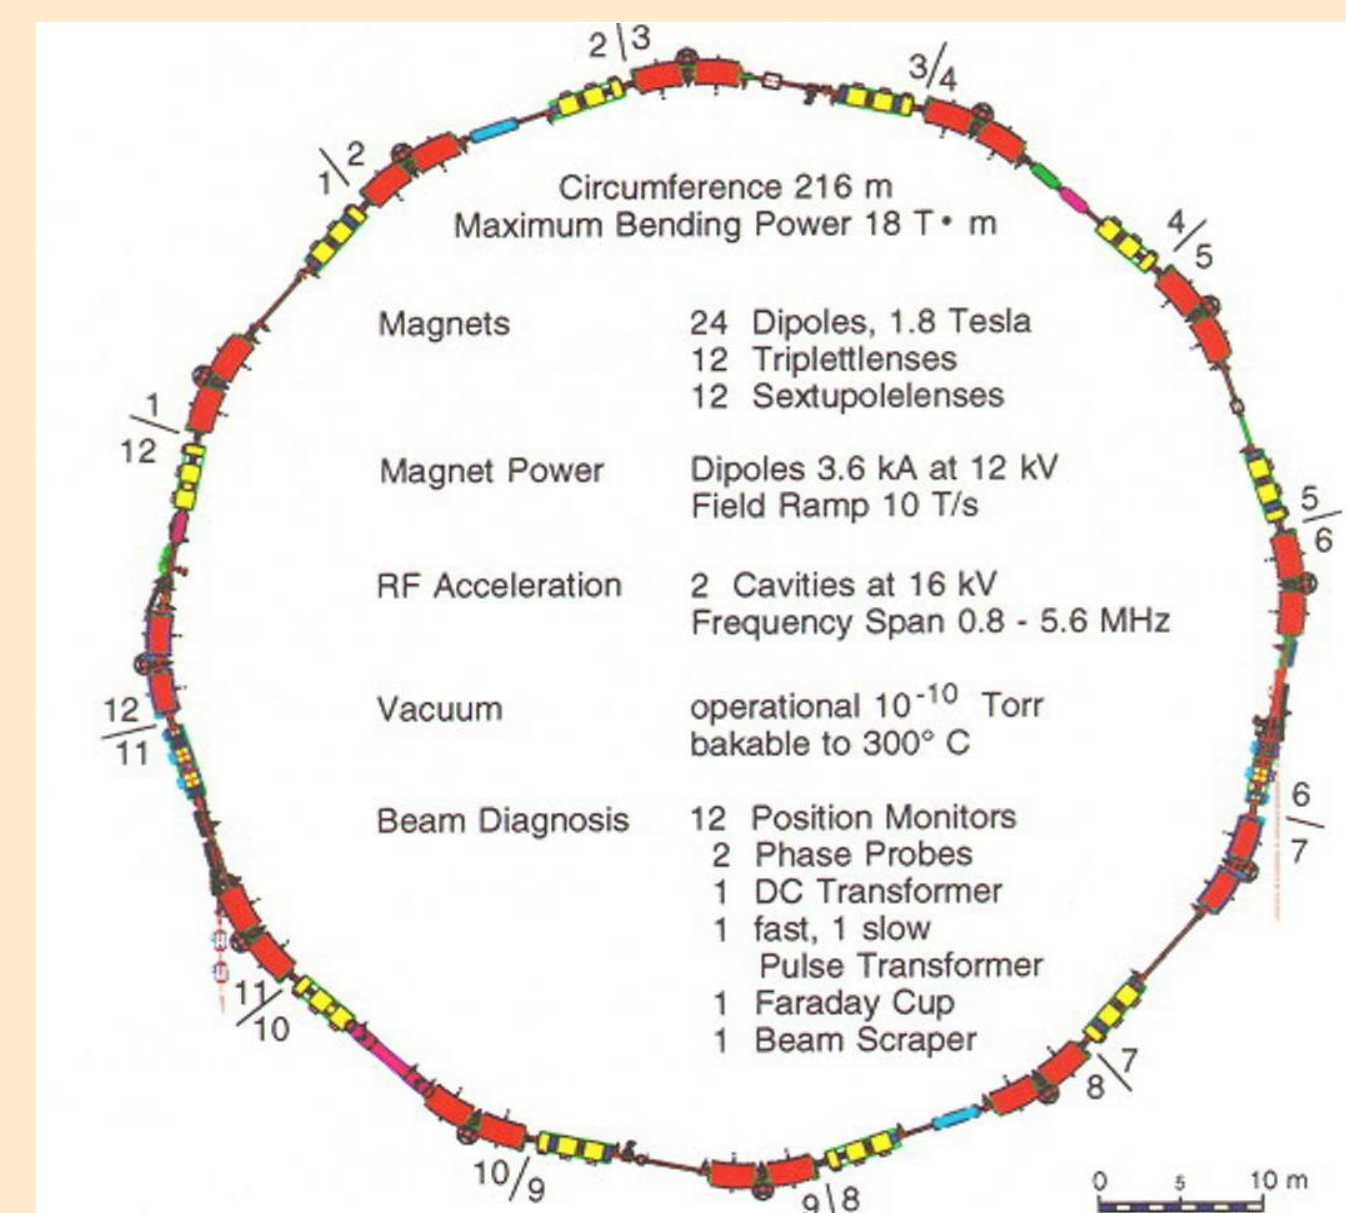 2 3
3 4
1 2
Circumference 216 m
Maximum Bending Power 18 T • m
4 5
Magnets 24 Dipoles, 1.8 Tesla
12 Triplettlenses
12 Sextupolelenses
1 12
Magnet Power Dipoles 3.6 kA at 12 kV
Field Ramp 10 T/s
5 6
RF Acceleration 2 Cavities at 16 kV
Frequency Span 0.8 - 5.6 MHz
Vacuum operational 10⁻¹⁰ Torr
bakable to 300° C
12 11
6 7
Beam Diagnosis 12 Position Monitors
2 Phase Probes
1 DC Transformer
1 fast, 1 slow
Pulse Transformer
1 Faraday Cup
1 Beam Scraper
11 10
7 8
10 9
9 8
0 5 10 m